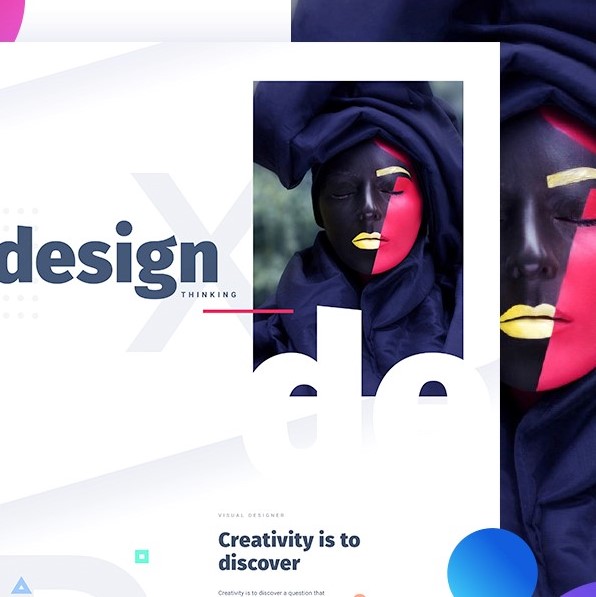 design
THINKING
de
VISUAL DESIGNER
Creativity is to
discover
Creativity is to discover a question that